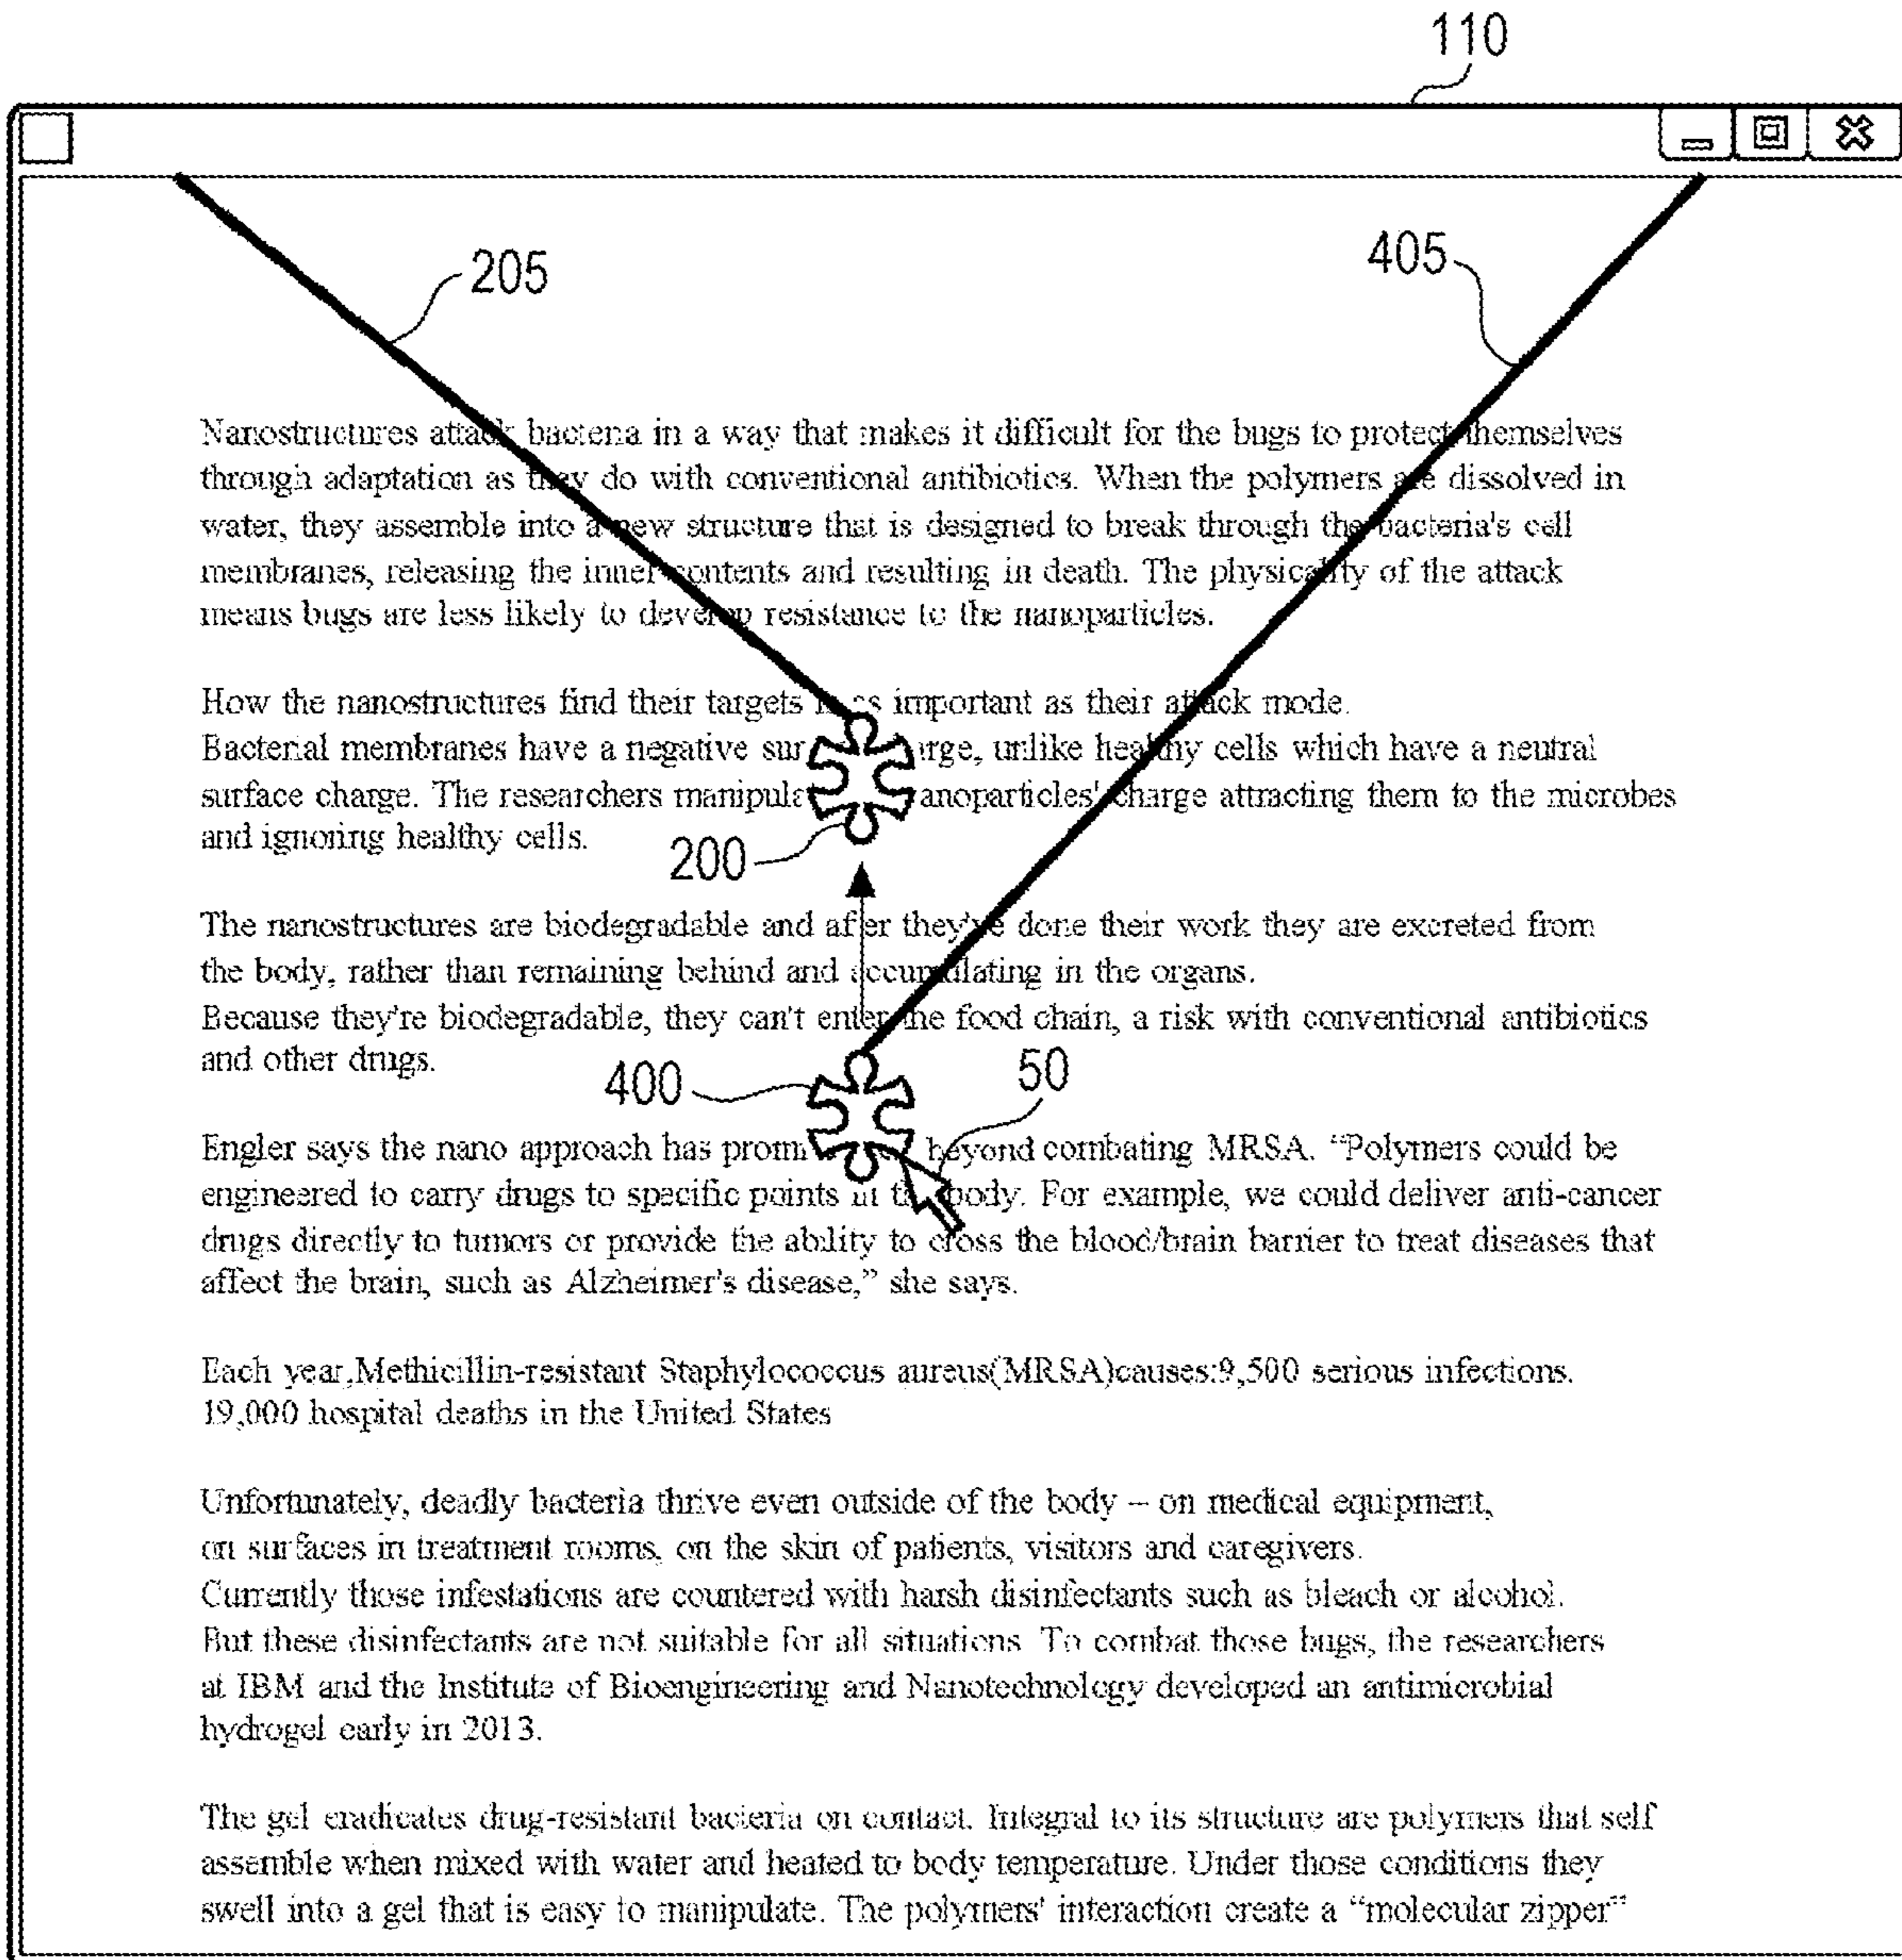 110
205
405
Nanostructures attack bacteria in a way that makes it difficult for the bugs to protect themselves
through adaptation as they do with conventional antibiotics. When the polymers are dissolved in
water, they assemble into a new structure that is designed to break through the bacteria's cell
membranes, releasing the inner contents and resulting in death. The physicality of the attack
means bugs are less likely to develop resistance to the nanoparticles.
How the nanostructures find their targets as important as their attack mode.
Bacterial membranes have a negative sur rge, unlike healthy cells which have a neutral
surface charge. The researchers manipula anoparticles' charge attracting them to the microbes
and ignoring healthy cells.
200
The nanostructures are biodegradable and after they've done their work they are excreted from
the body, rather than remaining behind and accumulating in the organs.
Because they're biodegradable, they can't enter the food chain, a risk with conventional antibiotics
and other drugs.
400
50
Engler says the nano approach has promi beyond combating MRSA. “Polymers could be
engineered to carry drugs to specific points in the body. For example, we could deliver anti-cancer
drugs directly to tumors or provide the ability to cross the blood/brain barrier to treat diseases that
affect the brain, such as Alzheimer's disease,” she says.
Each year,Methicillin-resistant Staphylococcus aureus(MRSA)causes:9,500 serious infections.
19,000 hospital deaths in the United States
Unfortunately, deadly bacteria thrive even outside of the body – on medical equipment,
on surfaces in treatment rooms, on the skin of patients, visitors and caregivers.
Currently those infestations are countered with harsh disinfectants such as bleach or alcohol.
But these disinfectants are not suitable for all situations To combat those bugs, the researchers
at IBM and the Institute of Bioengineering and Nanotechnology developed an antimicrobial
hydrogel early in 2013.
The gel eradicates drug-resistant bacteria on contact. Integral to its structure are polymers that self
assemble when mixed with water and heated to body temperature. Under those conditions they
swell into a gel that is easy to manipulate. The polymers' interaction create a “molecular zipper”